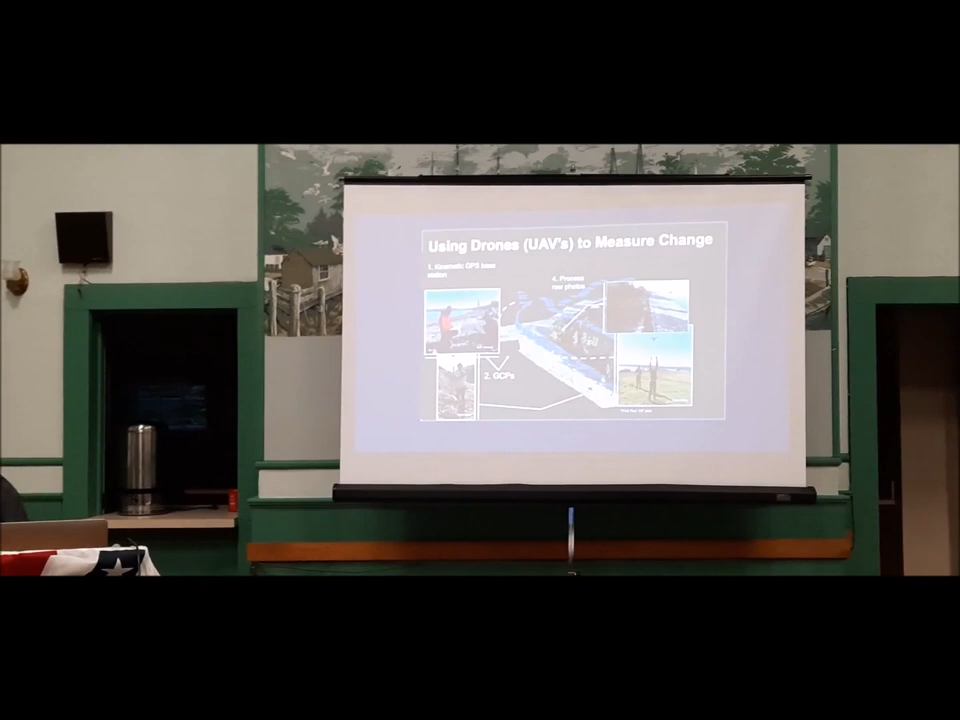 Using Drones (UAV's) to Measure Change
1. Kinematic GPS base
station
4. Process
raw photos
2. GCPs